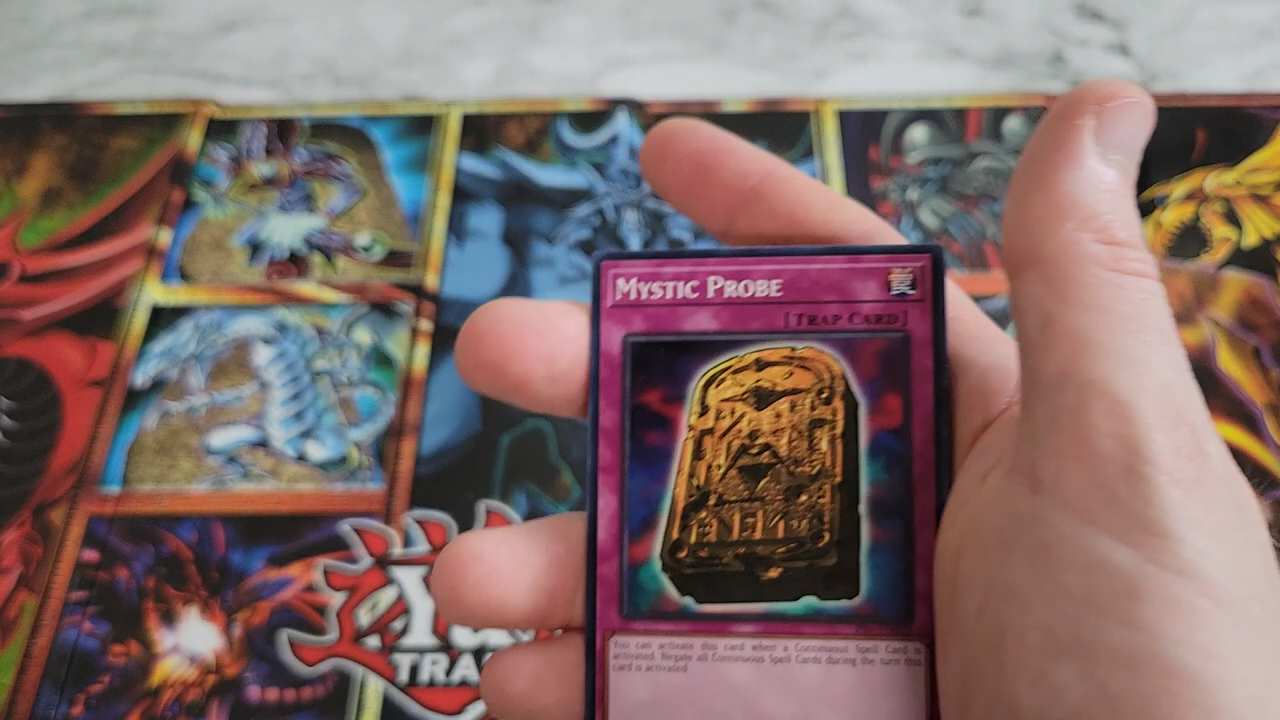 MYSTIC PROBE
罠
[TRAP CARD]
You can activate this card when a Continuous Spell Card is
activated. Negate all Continuous Spell Cards during the turn this
card is activated.
TRA